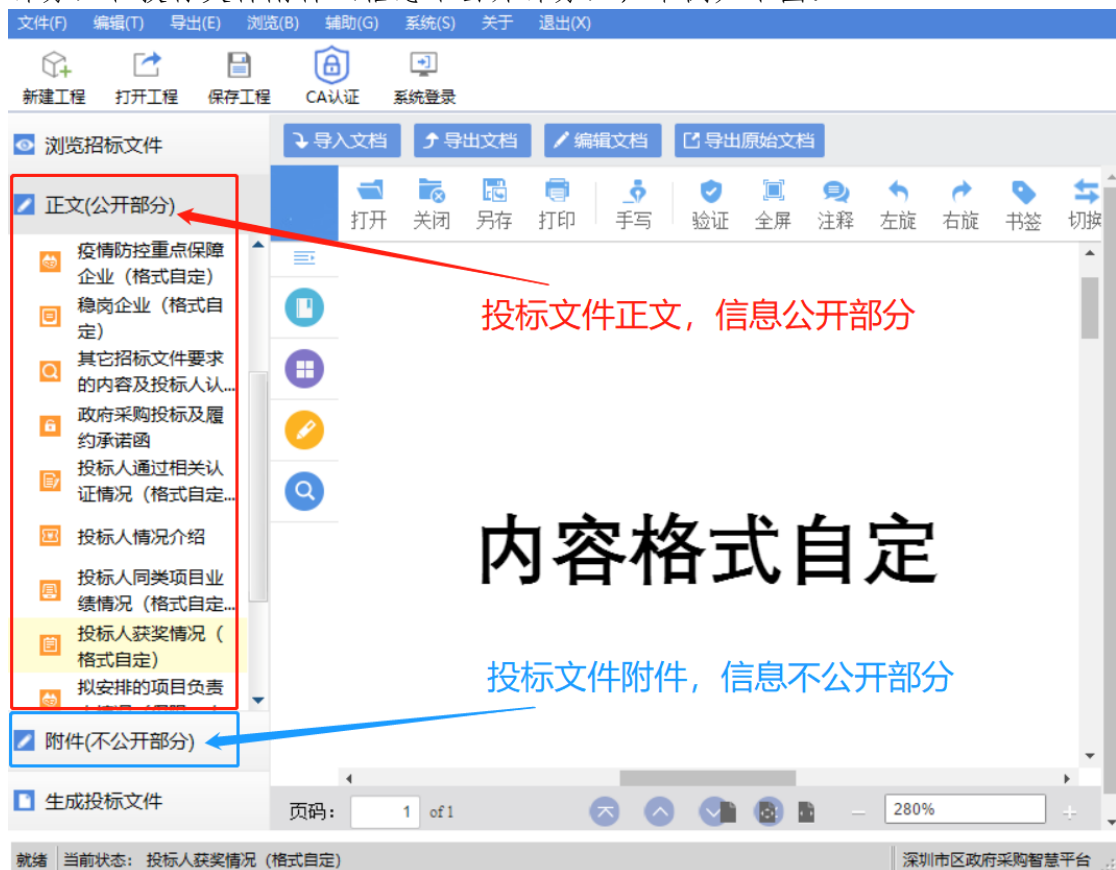 文件(F) 编辑(T) 导出(E) 浏览(B) 辅助(G) 系统(S) 关于 退出(X)
新建工程 打开工程 保存工程 CA认证 系统登录
浏览招标文件
导入文档 导出文档 编辑文档 导出原始文档
正文(公开部分)
打开 关闭 另存 打印 手写 验证 全屏 注释 左旋 右旋 书签 切换
疫情防控重点保障
企业（格式自定）
稳岗企业（格式自
定）
其它招标文件要求
的内容及投标人认...
政府采购投标及履
约承诺函
投标人通过相关认
证情况（格式自定...
投标人情况介绍
投标人同类项目业
绩情况（格式自定...
投标人获奖情况（
格式自定）
拟安排的项目负责
投标文件正文，信息公开部分
内容格式自定
投标文件附件，信息不公开部分
附件(不公开部分)
生成投标文件
页码： 1 of 1 280%
就绪 当前状态： 投标人获奖情况（格式自定） 深圳市区政府采购智慧平台